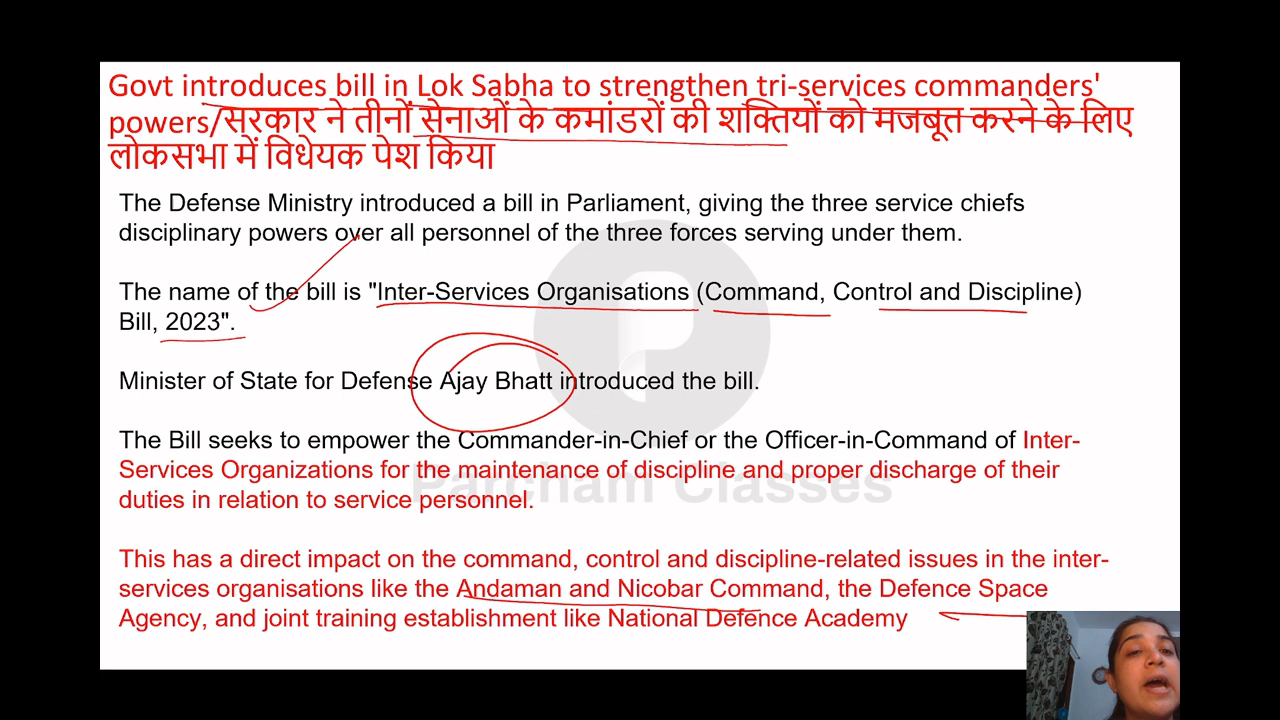 Govt introduces bill in Lok Sabha to strengthen tri-services commanders'
powers/सरकार ने तीनों सेनाओं के कमांडरों की शक्तियों को मजबूत करने के लिए
लोकसभा में विधेयक पेश किया
The Defense Ministry introduced a bill in Parliament, giving the three service chiefs
disciplinary powers over all personnel of the three forces serving under them.
The name of the bill is "Inter-Services Organisations (Command, Control and Discipline)
Bill, 2023".
Minister of State for Defense Ajay Bhatt introduced the bill.
The Bill seeks to empower the Commander-in-Chief or the Officer-in-Command of Inter-
Services Organizations for the maintenance of discipline and proper discharge of their
duties in relation to service personnel.
This has a direct impact on the command, control and discipline-related issues in the inter-
services organisations like the Andaman and Nicobar Command, the Defence Space
Agency, and joint training establishment like National Defence Academy
Parcham Classes